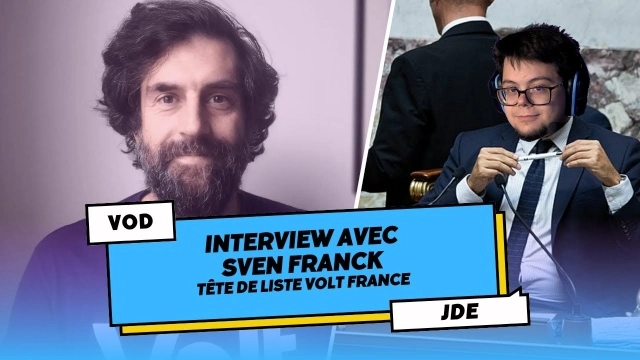 VOD
INTERVIEW AVEC
SVEN FRANCK
TÊTE DE LISTE VOLT FRANCE
JDE